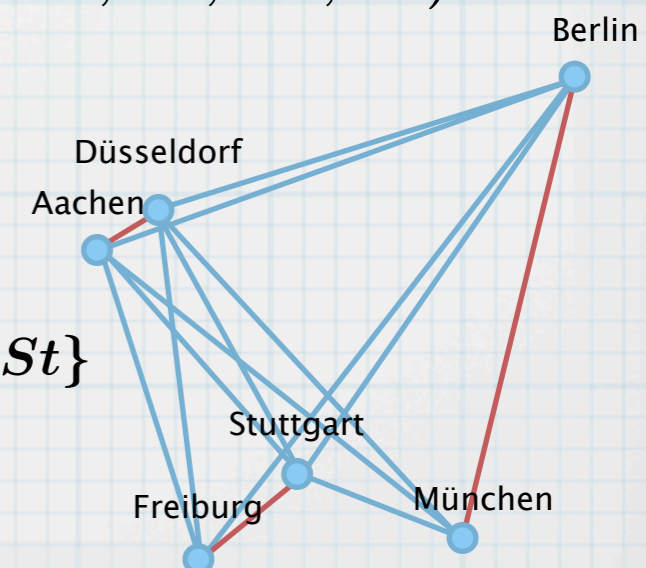 Berlin
Düsseldorf
Aachen
St}
Stuttgart
Freiburg
München